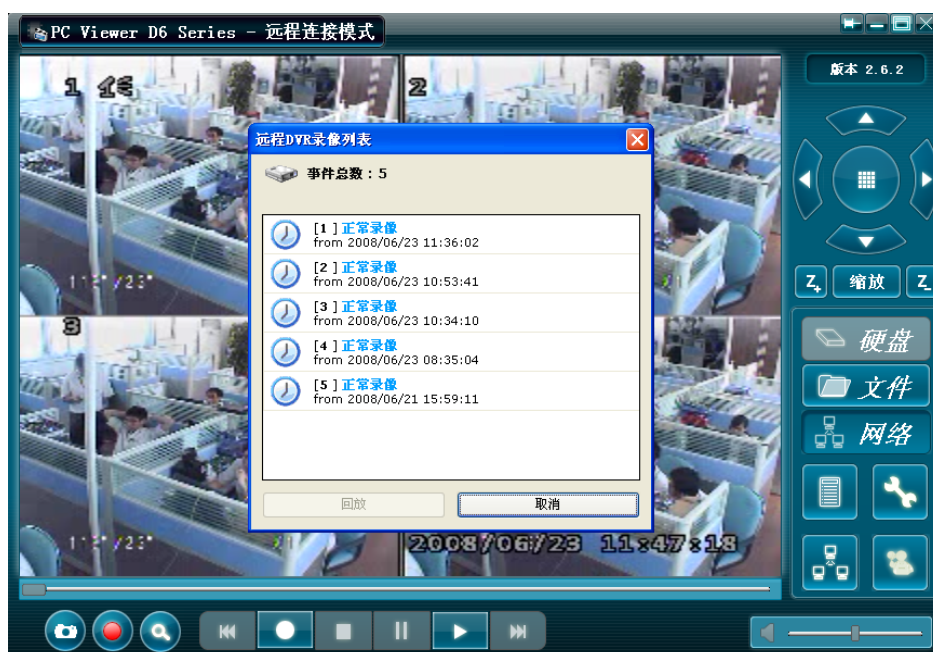 PC Viewer D6 Series - 远程连接模式
版本 2.6.2
1
2
远程DVR录像列表
事件总数 : 5
[1 ] 正常录像
from 2008/06/23 11:36:02
[2 ] 正常录像
from 2008/06/23 10:53:41
[3 ] 正常录像
from 2008/06/23 10:34:10
[4 ] 正常录像
from 2008/06/23 08:35:04
[5 ] 正常录像
from 2008/06/21 15:59:11
回放
取消
3
2008/06/23 11:47:18
Z+
缩放
Z-
硬盘
文件
网络